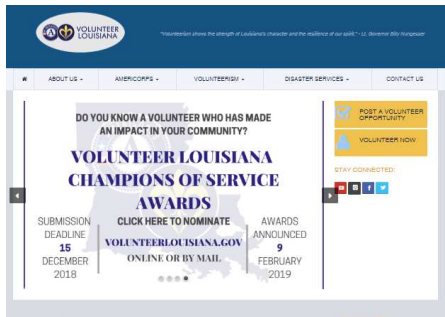 VOLUNTEER
LOUISIANA
"Volunteerism shows the strength of Louisiana's character and the resilience of our spirit." - Lt. Governor Billy Nungesser
ABOUT US
AMERICORPS
VOLUNTEERISM
DISASTER SERVICES
CONTACT US
DO YOU KNOW A VOLUNTEER WHO HAS MADE
AN IMPACT IN YOUR COMMUNITY?
VOLUNTEER LOUISIANA
CHAMPIONS OF SERVICE
AWARDS
SUBMISSION
DEADLINE
15
DECEMBER
2018
CLICK HERE TO NOMINATE
VOLUNTEERLOUISIANA.GOV
ONLINE OR BY MAIL
AWARDS
ANNOUNCED
9
FEBRUARY
2019
POST A VOLUNTEER
OPPORTUNITY
VOLUNTEER NOW
STAY CONNECTED: